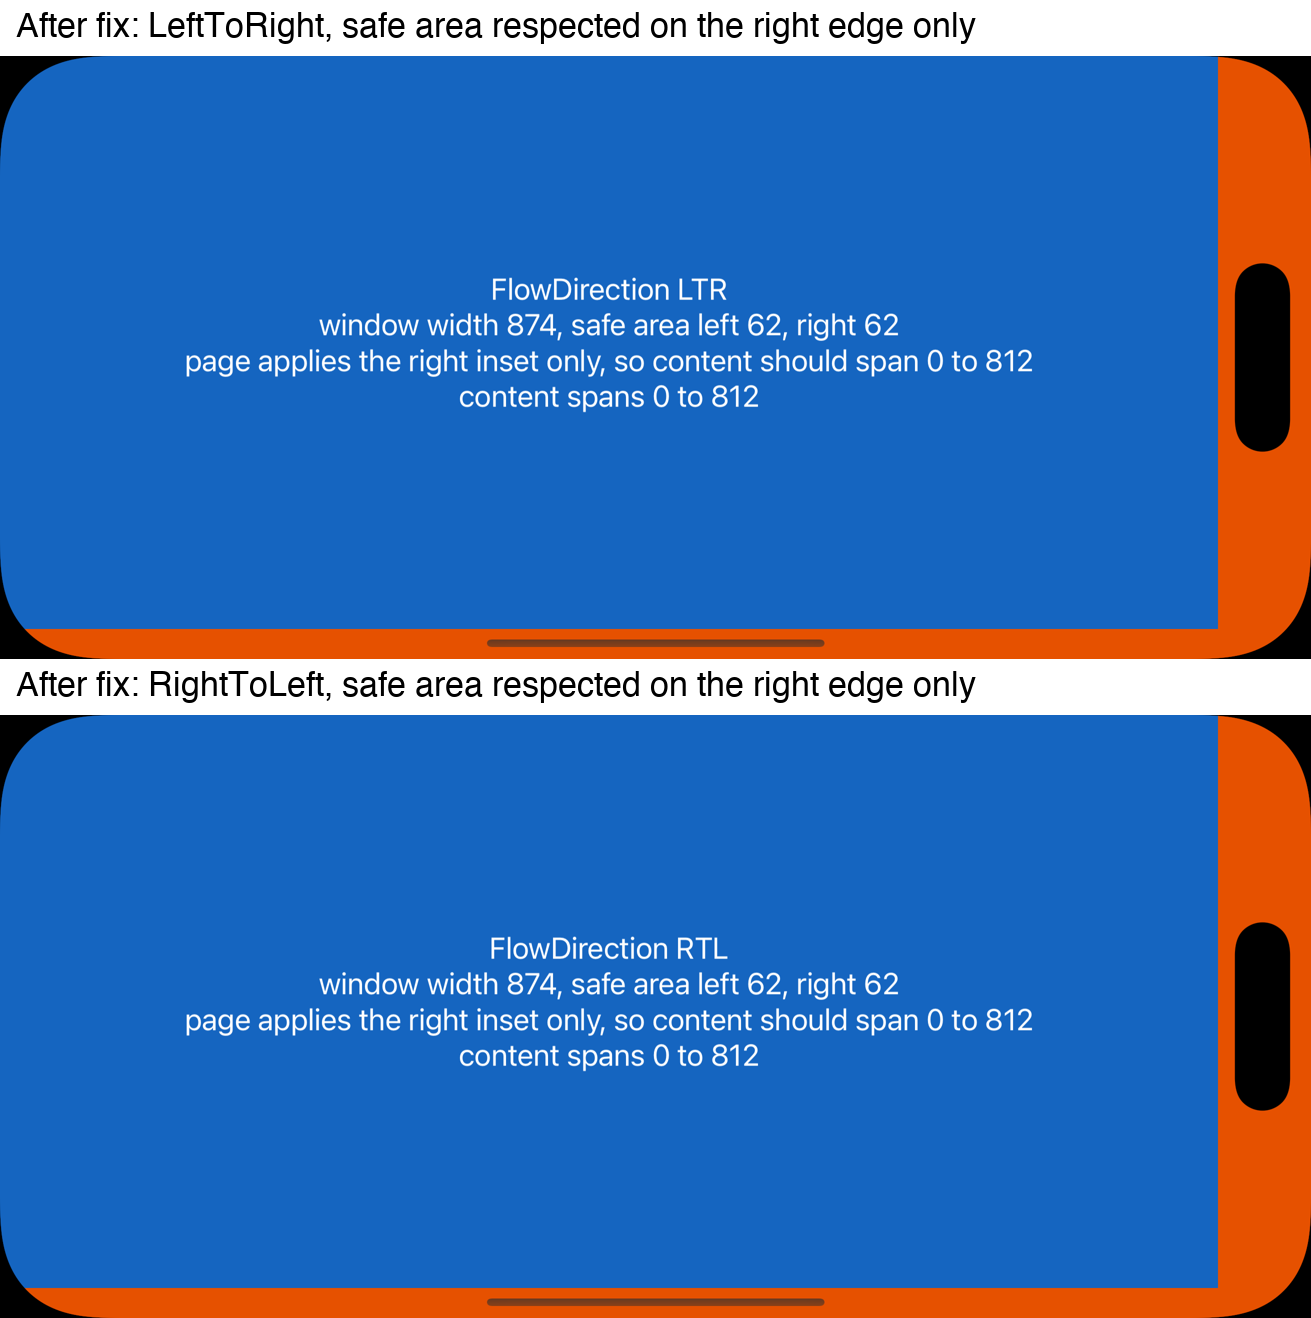 After fix: LeftToRight, safe area respected on the right edge only
FlowDirection LTR
window width 874, safe area left 62, right 62
page applies the right inset only, so content should span 0 to 812
content spans 0 to 812
After fix: RightToLeft, safe area respected on the right edge only
FlowDirection RTL
window width 874, safe area left 62, right 62
page applies the right inset only, so content should span 0 to 812
content spans 0 to 812